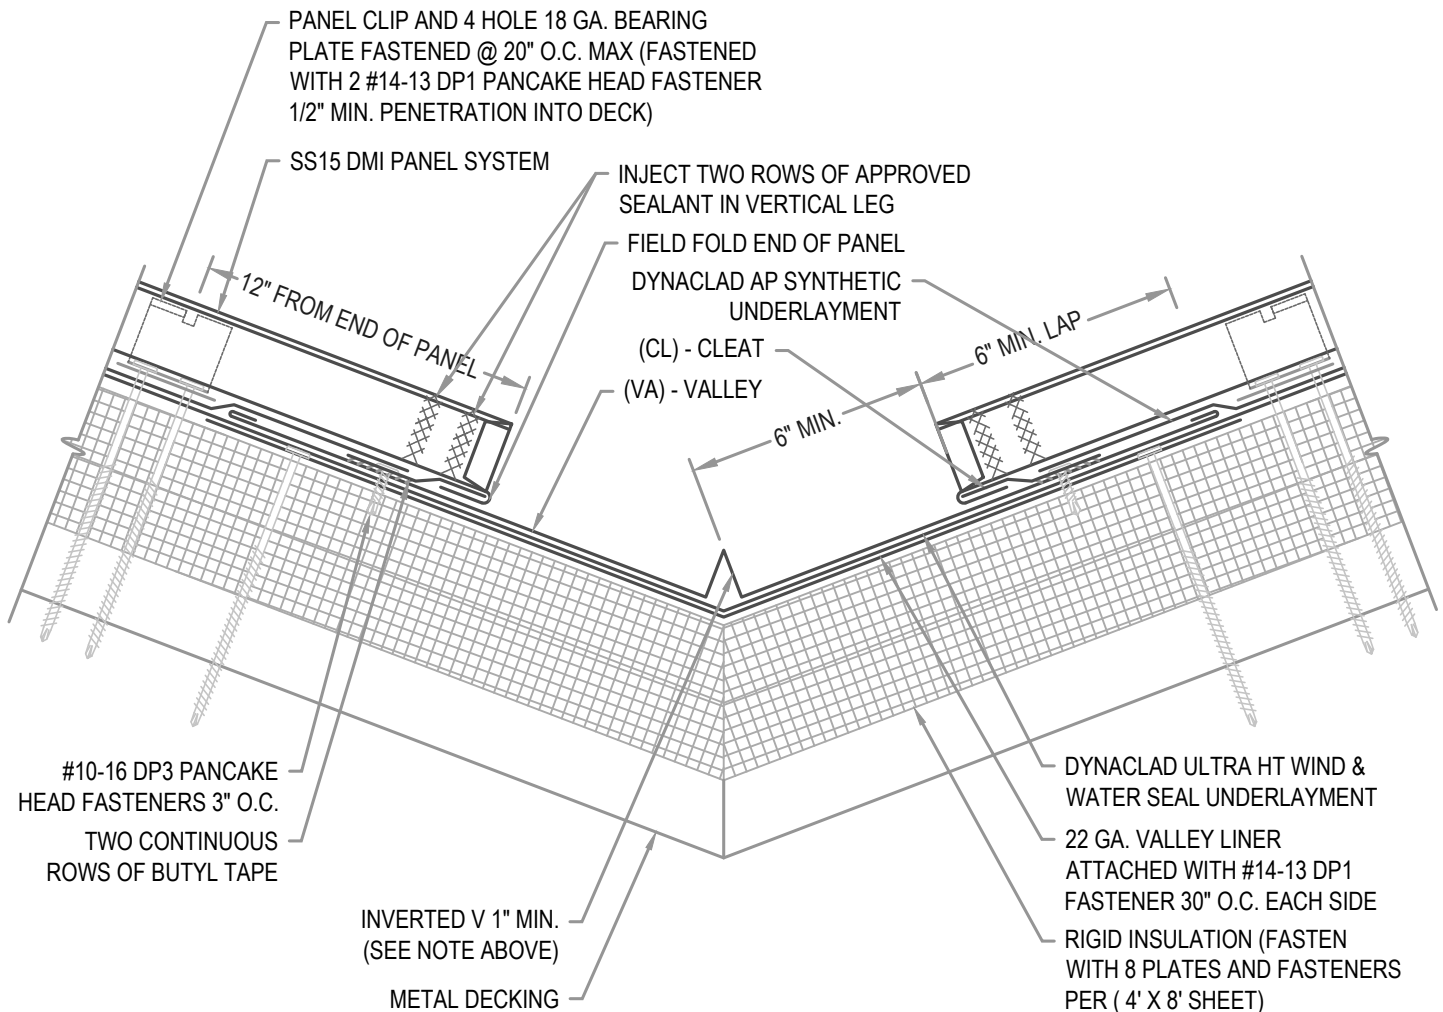 PANEL CLIP AND 4 HOLE 18 GA. BEARING
PLATE FASTENED @ 20" O.C. MAX (FASTENED
WITH 2 #14-13 DP1 PANCAKE HEAD FASTENER
1/2" MIN. PENETRATION INTO DECK)
SS15 DMI PANEL SYSTEM
INJECT TWO ROWS OF APPROVED
SEALANT IN VERTICAL LEG
FIELD FOLD END OF PANEL
DYNACLAD AP SYNTHETIC
UNDERLAYMENT
(CL) - CLEAT
(VA) - VALLEY
12" FROM END OF PANEL
6" MIN.
6" MIN. LAP
#10-16 DP3 PANCAKE
HEAD FASTENERS 3" O.C.
TWO CONTINUOUS
ROWS OF BUTYL TAPE
INVERTED V 1" MIN.
(SEE NOTE ABOVE)
METAL DECKING
DYNACLAD ULTRA HT WIND &
WATER SEAL UNDERLAYMENT
22 GA. VALLEY LINER
ATTACHED WITH #14-13 DP1
FASTENER 30" O.C. EACH SIDE
RIGID INSULATION (FASTEN
WITH 8 PLATES AND FASTENERS
PER ( 4' X 8' SHEET)